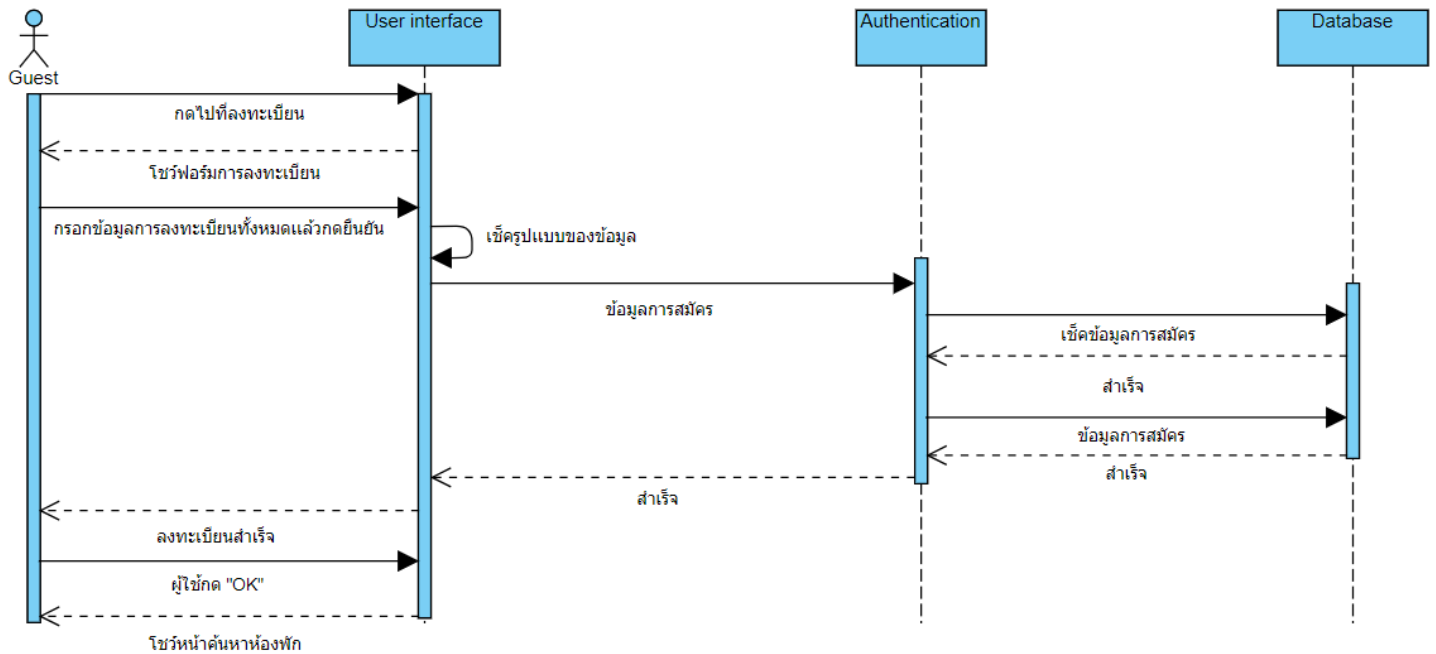 User interface
Authentication
Database
Guest
กดไปที่ลงทะเบียน
โชว์ฟอร์มการลงทะเบียน
กรอกข้อมูลการลงทะเบียนทั้งหมดแล้วกดยืนยัน
เช็ครูปแบบของข้อมูล
ข้อมูลการสมัคร
เช็คข้อมูลการสมัคร
สำเร็จ
ข้อมูลการสมัคร
สำเร็จ
สำเร็จ
ลงทะเบียนสำเร็จ
ผู้ใช้กด "OK"
โชว์หน้าค้นหาห้องพัก